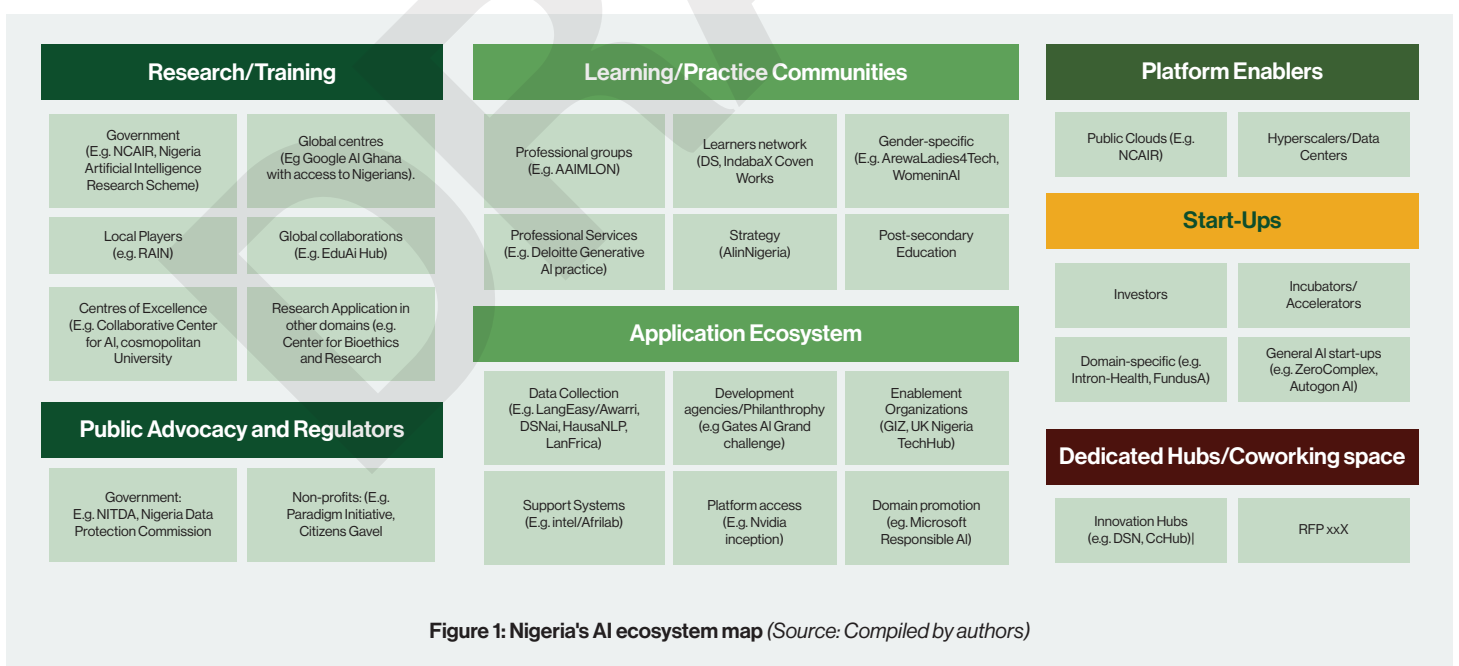 Research/Training
Government
(E.g. NCAIR, Nigeria
Artificial Intelligence
Research Scheme)
Global centres
(Eg Google AI Ghana
with access to Nigerians).
Local Players
(e.g. RAIN)
Global collaborations
(E.g. EduAi Hub)
Centres of Excellence
(E.g. Collaborative Center
for AI, cosmopolitan
University
Research Application in
other domains (e.g.
Center for Bioethics
and Research
Public Advocacy and Regulators
Government:
E.g. NITDA, Nigeria Data
Protection Commission
Non-profits: (E.g.
Paradigm Initiative,
Citizens Gavel
Learning/Practice Communities
Professional groups
(E.g. AAIMLON)
Learners network
(DS, IndabaX Coven
Works
Gender-specific
(E.g. ArewaLadies4Tech,
WomeninAI
Professional Services
(E.g. Deloitte Generative
AI practice)
Strategy
(AIinNigeria)
Post-secondary
Education
Application Ecosystem
Data Collection
(E.g. LangEasy/Awarri,
DSNai, HausaNLP,
LanFrica)
Development
agencies/Philanthrophy
(e.g Gates AI Grand
challenge)
Enablement
Organizations
(GIZ, UK Nigeria
TechHub)
Support Systems
(E.g. intel/Afrilab)
Platform access
(E.g. Nvidia
inception)
Domain promotion
(eg. Microsoft
Responsible AI)
Platform Enablers
Public Clouds (E.g.
NCAIR)
Hyperscalers/Data
Centers
Start-Ups
Investors
Incubators/
Accelerators
Domain-specific (e.g.
Intron-Health, FundusA)
General AI start-ups
(e.g. ZeroComplex,
Autogon AI)
Dedicated Hubs/Coworking space
Innovation Hubs
(e.g. DSN, CcHub)|
RFP xxX
Figure 1: Nigeria's AI ecosystem map (Source: Compiled by authors)